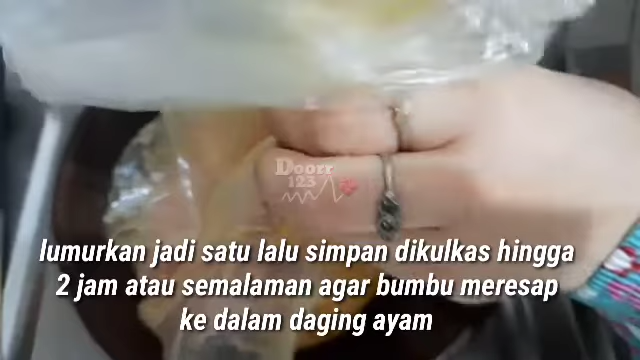 Doorr
123
lumurkan jadi satu lalu simpan dikulkas hingga
2 jam atau semalaman agar bumbu meresap
ke dalam daging ayam